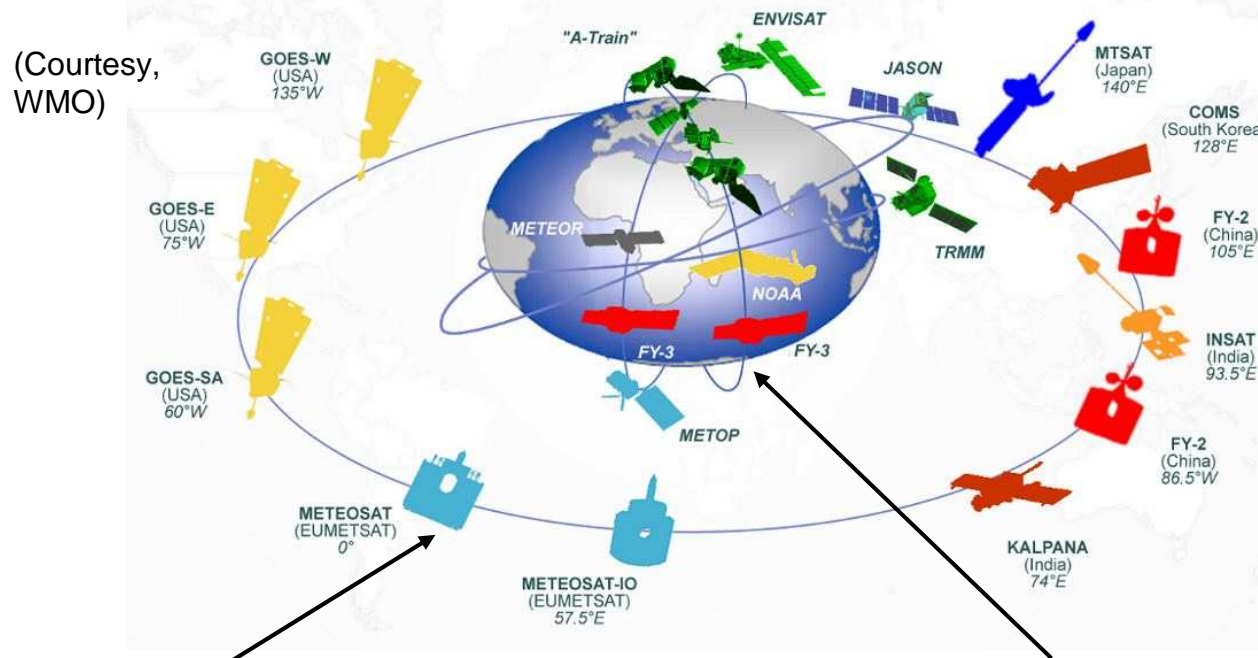 (Courtesy,
WMO)
GOES-W
(USA)
135°W
"A-Train"
ENVISAT
JASON
MTSAT
(Japan)
140°E
COMS
(South Korea
128°E
GOES-E
(USA)
75°W
METEOR
TRMM
FY-2
(China)
105°E
NOAA
GOES-SA
(USA)
60°W
FY-3
FY-3
INSAT
(India)
93.5°E
METOP
FY-2
(China)
86.5°W
METEOSAT
(EUMETSAT)
0°
METEOSAT-IO
(EUMETSAT)
57.5°E
KALPANA
(India)
74°E